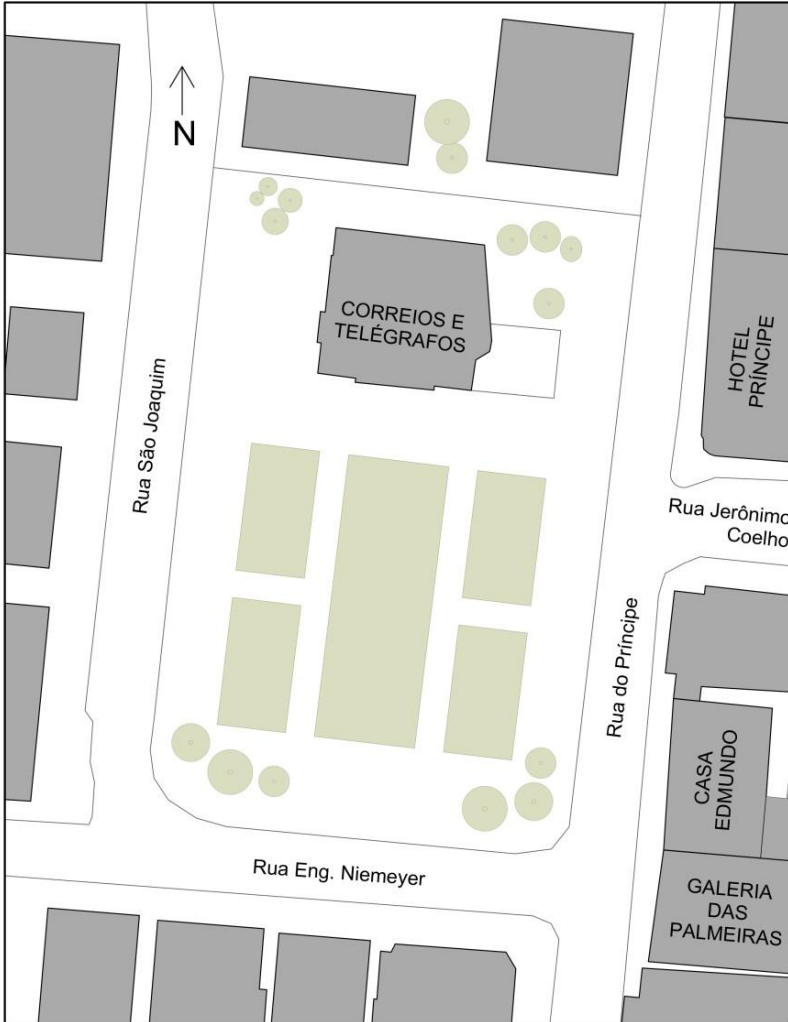 N
CORREIOS E
TELÉGRAFOS
HOTEL
PRÍNCIPE
Rua São Joaquim
Rua Jerônimo
Coelho
Rua do Príncipe
CASA
EDMUNDO
Rua Eng. Niemeyer
GALERIA
DAS
PALMEIRAS